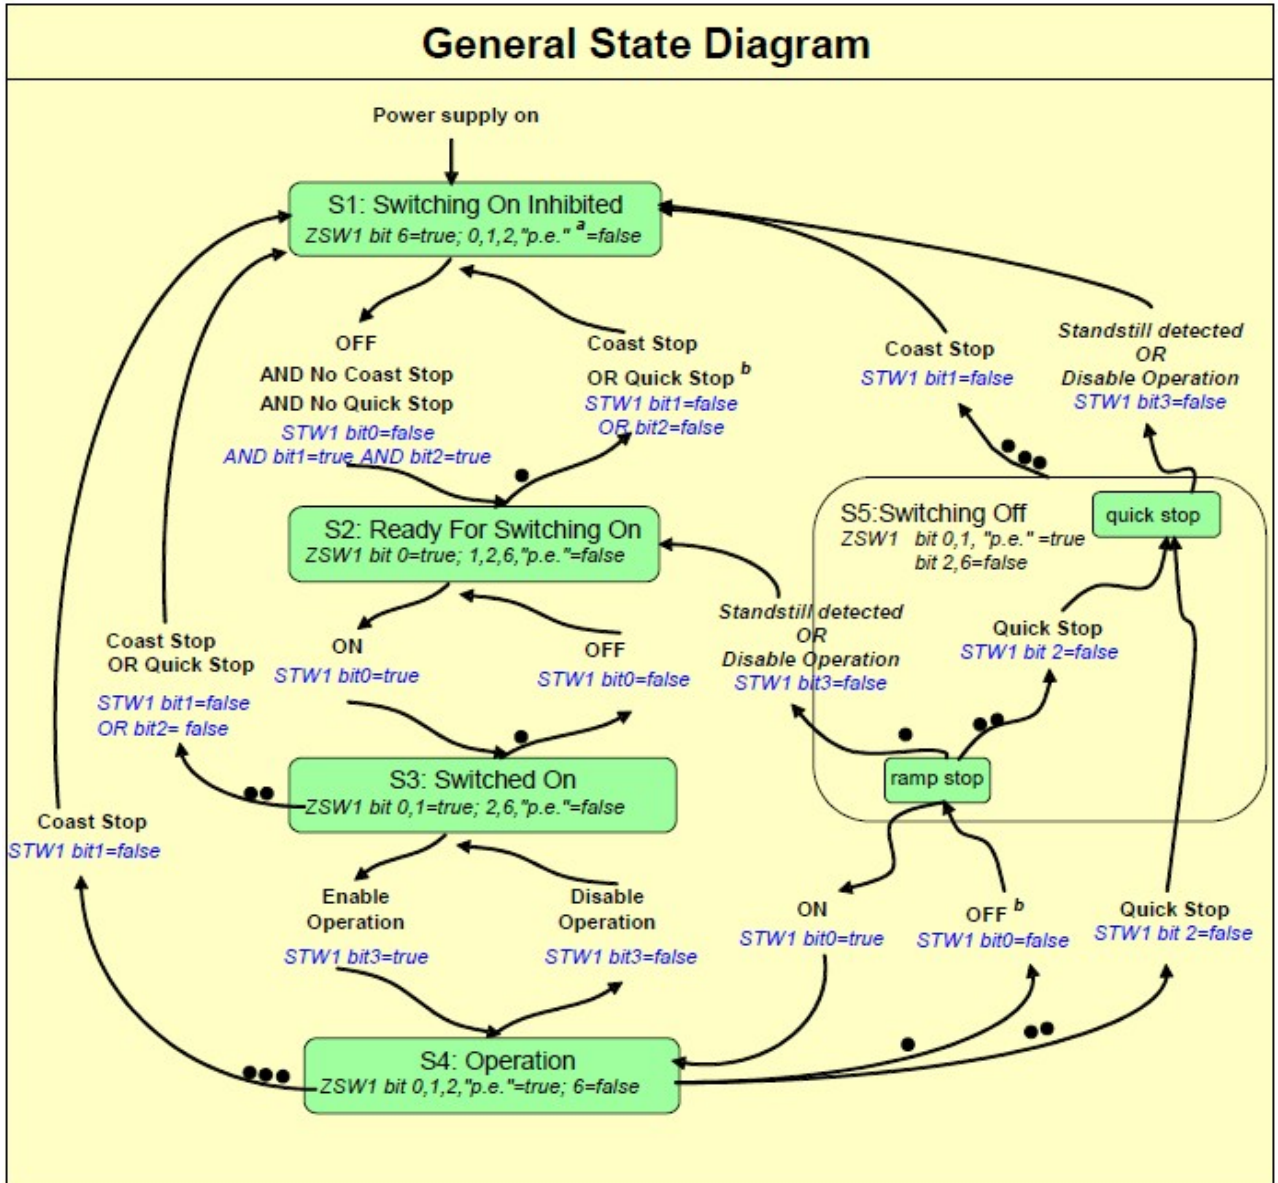 General State Diagram
Power supply on
S1: Switching On Inhibited
ZSW1 bit 6=true; 0,1,2,"p.e." a =false
OFF
AND No Coast Stop
AND No Quick Stop
STW1 bit0=false
AND bit1=true AND bit2=true
Coast Stop
OR Quick Stop b
STW1 bit1=false
OR bit2=false
Coast Stop
STW1 bit1=false
Standstill detected
OR
Disable Operation
STW1 bit3=false
S2: Ready For Switching On
ZSW1 bit 0=true; 1,2,6,"p.e."=false
S5:Switching Off
ZSW1 bit 0,1, "p.e." =true
bit 2,6=false
quick stop
Coast Stop
OR Quick Stop
STW1 bit1=false
OR bit2= false
ON
STW1 bit0=true
OFF
STW1 bit0=false
Standstill detected
OR
Disable Operation
STW1 bit3=false
Quick Stop
STW1 bit 2=false
ramp stop
S3: Switched On
ZSW1 bit 0,1=true; 2,6,"p.e."=false
Coast Stop
STW1 bit1=false
Enable
Operation
STW1 bit3=true
Disable
Operation
STW1 bit3=false
ON
STW1 bit0=true
OFF b
STW1 bit0=false
Quick Stop
STW1 bit 2=false
S4: Operation
ZSW1 bit 0,1,2,"p.e."=true; 6=false